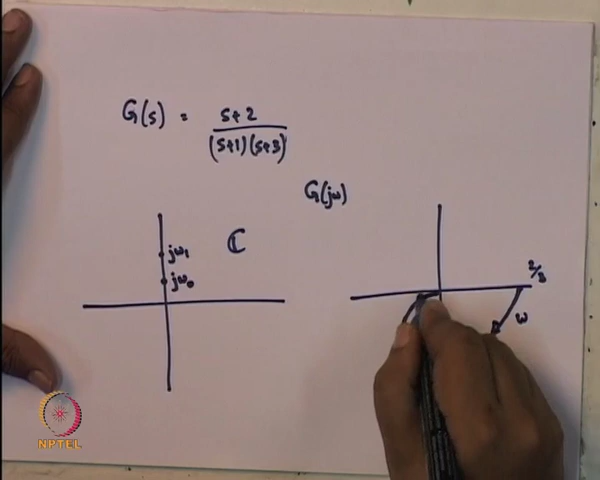 G(s) = s+2
(s+1)(s+3)
G(jω)
ℂ
jω₁
jω₀
2/3
ω
NPTEL